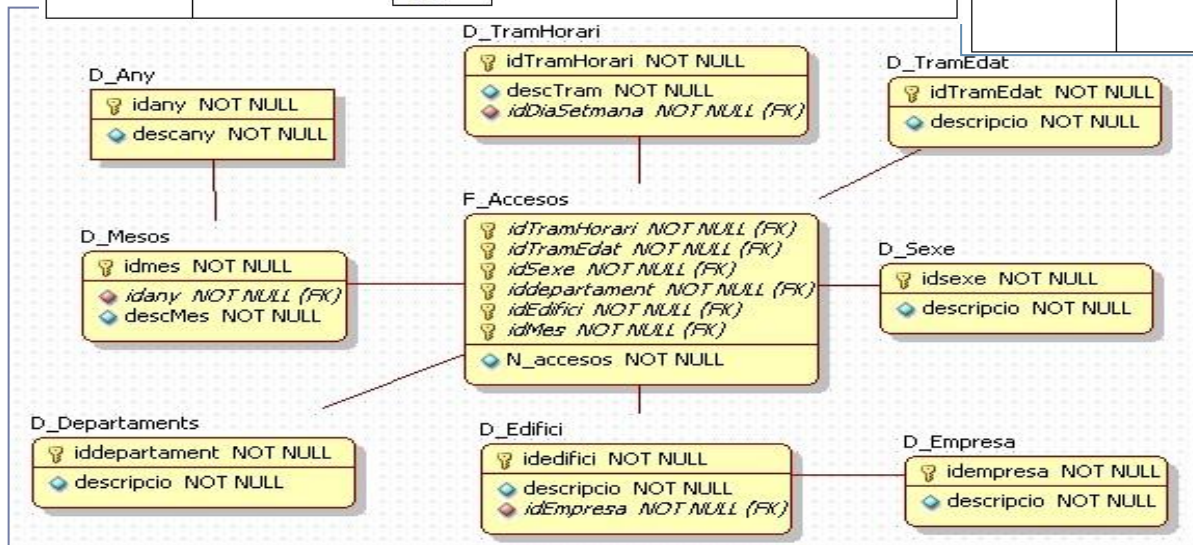 D_TramHorari
idTramHorari NOT NULL
descTram NOT NULL
idDiaSetmana NOT NULL (FK)
D_Any
idany NOT NULL
descany NOT NULL
D_TramEdat
idTramEdat NOT NULL
descripcio NOT NULL
F_Accesos
idTramHorari NOT NULL (FK)
idTramEdat NOT NULL (FK)
idSexe NOT NULL (FK)
iddepartament NOT NULL (FK)
idEdifici NOT NULL (FK)
idMes NOT NULL (FK)
N_accesos NOT NULL
D_Mesos
idmes NOT NULL
idany NOT NULL (FK)
descMes NOT NULL
D_Sexe
idsexe NOT NULL
descripcio NOT NULL
D_Departaments
iddepartament NOT NULL
descripcio NOT NULL
D_Edifici
idedifici NOT NULL
descripcio NOT NULL
idEmpresa NOT NULL (FK)
D_Empresa
idempresa NOT NULL
descripcio NOT NULL